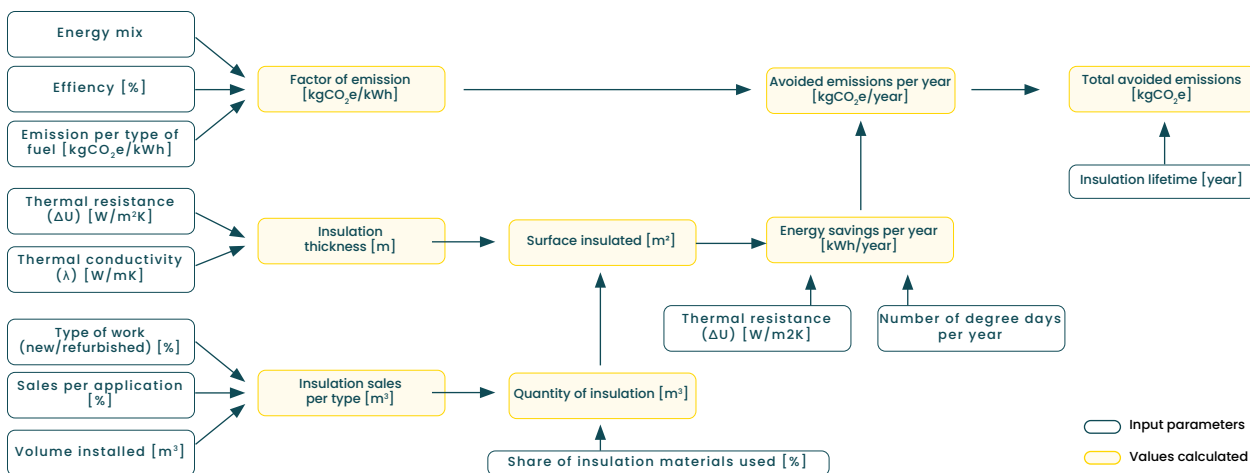 Energy mix
Effiency [%]
Emission per type of
fuel [kgCO₂e/kWh]
Factor of emission
[kgCO₂e/kWh]
Avoided emissions per year
[kgCO₂e/year]
Total avoided emissions
[kgCO₂e]
Insulation lifetime [year]
Thermal resistance
(ΔU) [W/m²K]
Thermal conductivity
(λ) [W/mK]
Insulation
thickness [m]
Surface insulated [m²]
Energy savings per year
[kWh/year]
Thermal resistance
(ΔU) [W/m2K]
Number of degree days
per year
Type of work
(new/refurbished) [%]
Sales per application
[%]
Volume installed [m³]
Insulation sales
per type [m³]
Quantity of insulation [m³]
Share of insulation materials used [%]
Input parameters
Values calculated